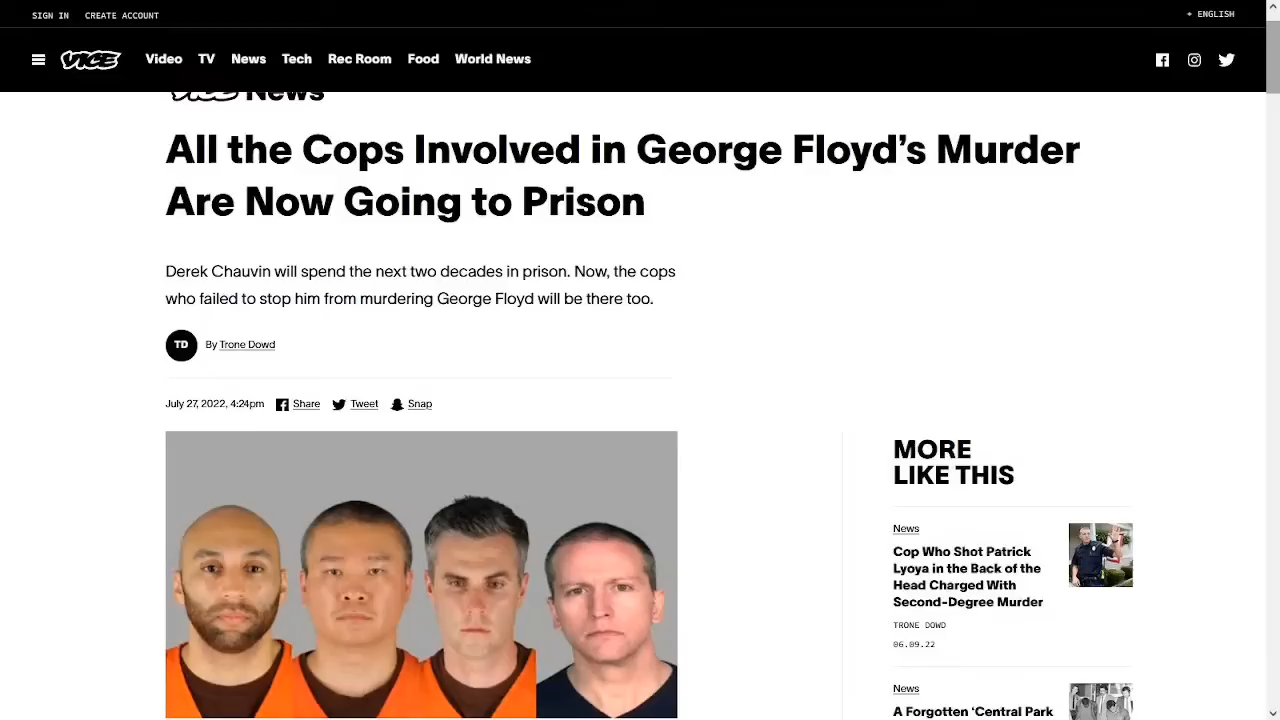 SIGN IN CREATE ACCOUNT
+ ENGLISH
VICE Video TV News Tech Rec Room Food World News
VICE News
All the Cops Involved in George Floyd’s Murder
Are Now Going to Prison
Derek Chauvin will spend the next two decades in prison. Now, the cops
who failed to stop him from murdering George Floyd will be there too.
TD By Trone Dowd
July 27, 2022, 4:24pm Share Tweet Snap
MORE
LIKE THIS
News
Cop Who Shot Patrick
Lyoya in the Back of the
Head Charged With
Second-Degree Murder
TRONE DOWD
06.09.22
News
A Forgotten ‘Central Park